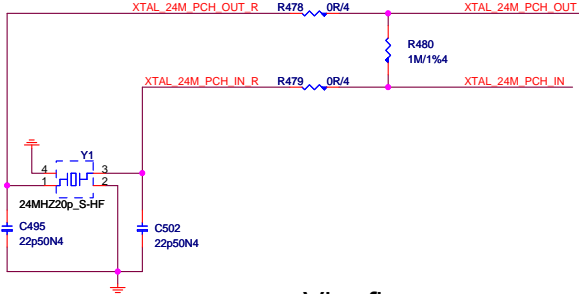 XTAL_24M_PCH_OUT_R R478 0R/4 XTAL_24M_PCH_OUT
R480
1M/1%4
XTAL_24M_PCH_IN_R R479 0R/4 XTAL_24M_PCH_IN
Y1
4 3
1 2
24MHZ20p_S-HF
C495
22p50N4
C502
22p50N4